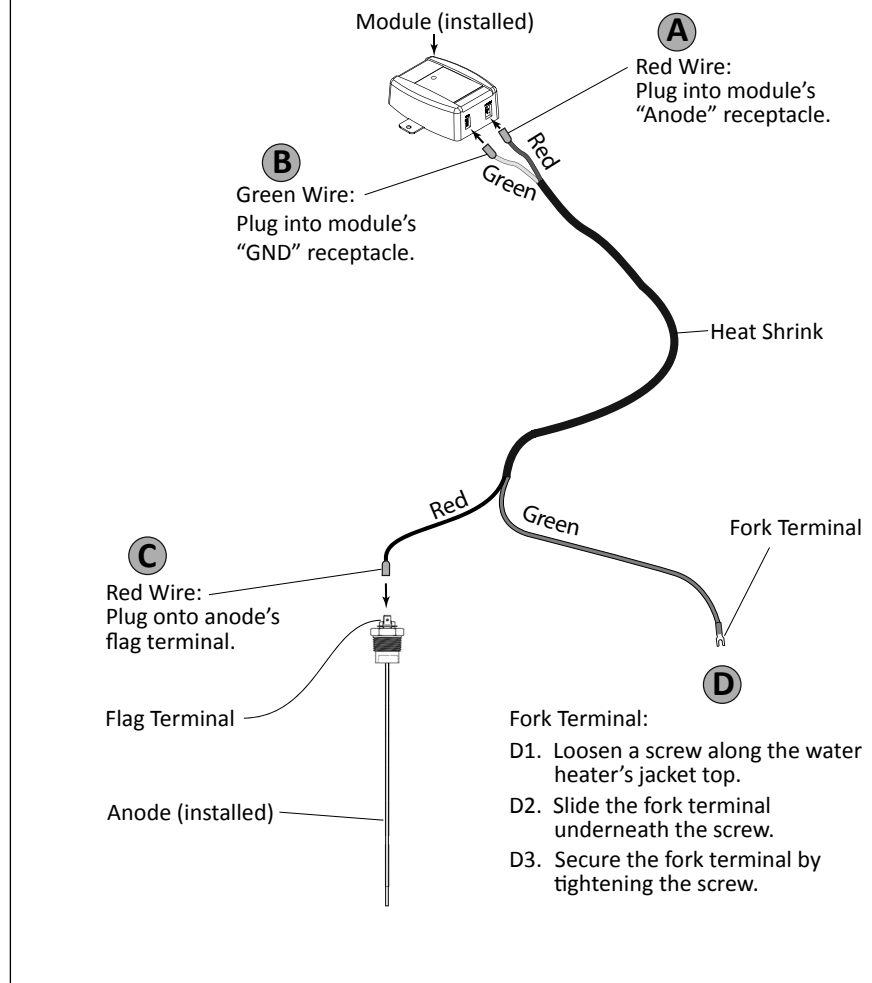 Module (installed)
A
Red Wire:
Plug into module's
“Anode” receptacle.
Red
B
Green
Green Wire:
Plug into module's
“GND” receptacle.
Heat Shrink
Red
Green
Fork Terminal
C
Red Wire:
Plug onto anode's
flag terminal.
D
Flag Terminal
Fork Terminal:
D1. Loosen a screw along the water
heater's jacket top.
D2. Slide the fork terminal
underneath the screw.
D3. Secure the fork terminal by
tightening the screw.
Anode (installed)